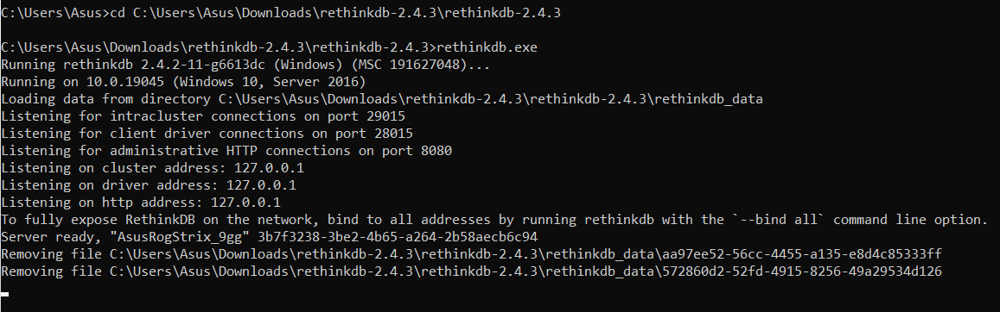 C:\Users\Asus>cd C:\Users\Asus\Downloads\rethinkdb-2.4.3\rethinkdb-2.4.3
C:\Users\Asus\Downloads\rethinkdb-2.4.3\rethinkdb-2.4.3>rethinkdb.exe
Running rethinkdb 2.4.2-11-g6613dc (Windows) (MSC 191627048)...
Running on 10.0.19045 (Windows 10, Server 2016)
Loading data from directory C:\Users\Asus\Downloads\rethinkdb-2.4.3\rethinkdb-2.4.3\rethinkdb_data
Listening for intracluster connections on port 29015
Listening for client driver connections on port 28015
Listening for administrative HTTP connections on port 8080
Listening on cluster address: 127.0.0.1
Listening on driver address: 127.0.0.1
Listening on http address: 127.0.0.1
To fully expose RethinkDB on the network, bind to all addresses by running rethinkdb with the `--bind all` command line option.
Server ready, "AsusRogStrix_9gg" 3b7f3238-3be2-4b65-a264-2b58aecb6c94
Removing file C:\Users\Asus\Downloads\rethinkdb-2.4.3\rethinkdb-2.4.3\rethinkdb_data\aa97ee52-56cc-4455-a135-e8d4c85333ff
Removing file C:\Users\Asus\Downloads\rethinkdb-2.4.3\rethinkdb-2.4.3\rethinkdb_data\572860d2-52fd-4915-8256-49a29534d126